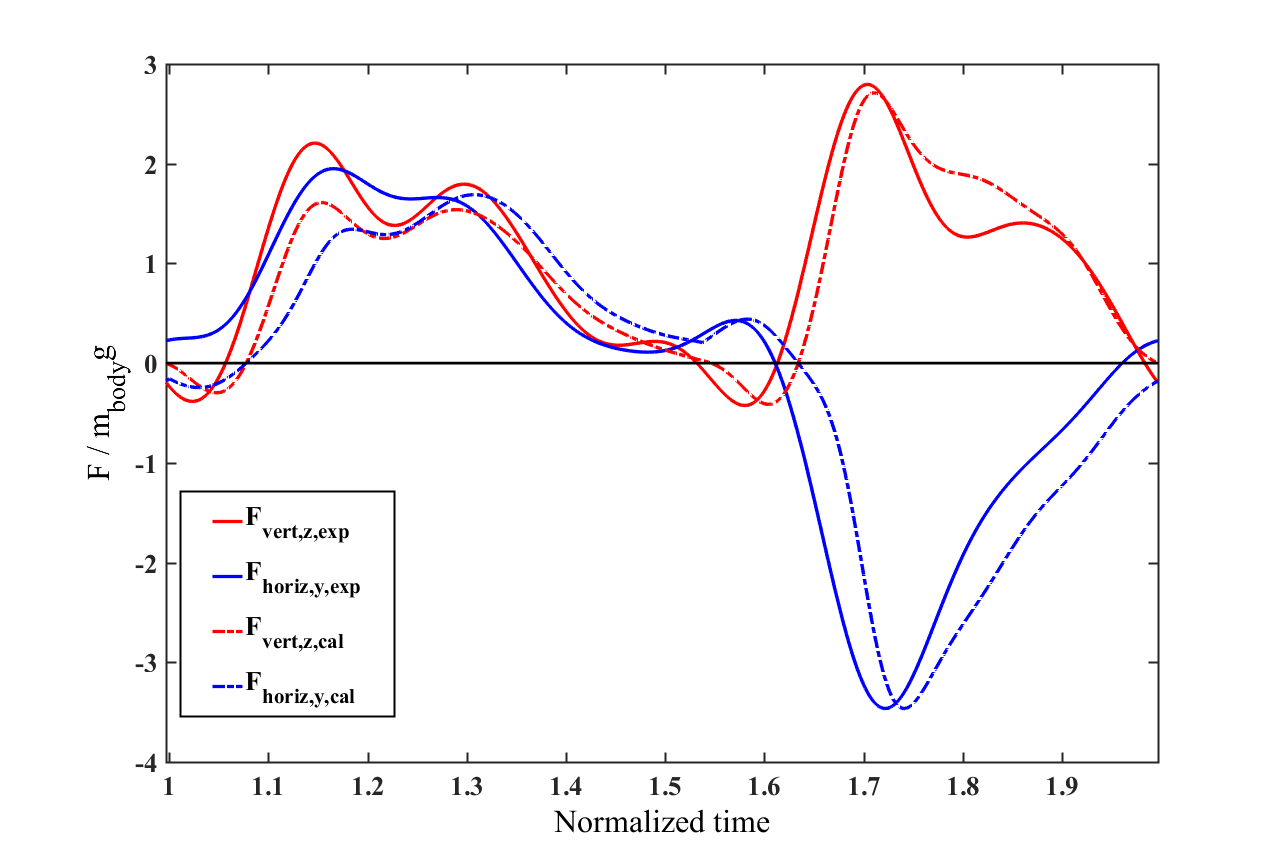 3
2
1
0
-1
-2
-3
-4
F / m_body g
F_vert,z,exp
F_horiz,y,exp
F_vert,z,cal
F_horiz,y,cal
1 1.1 1.2 1.3 1.4 1.5 1.6 1.7 1.8 1.9
Normalized time